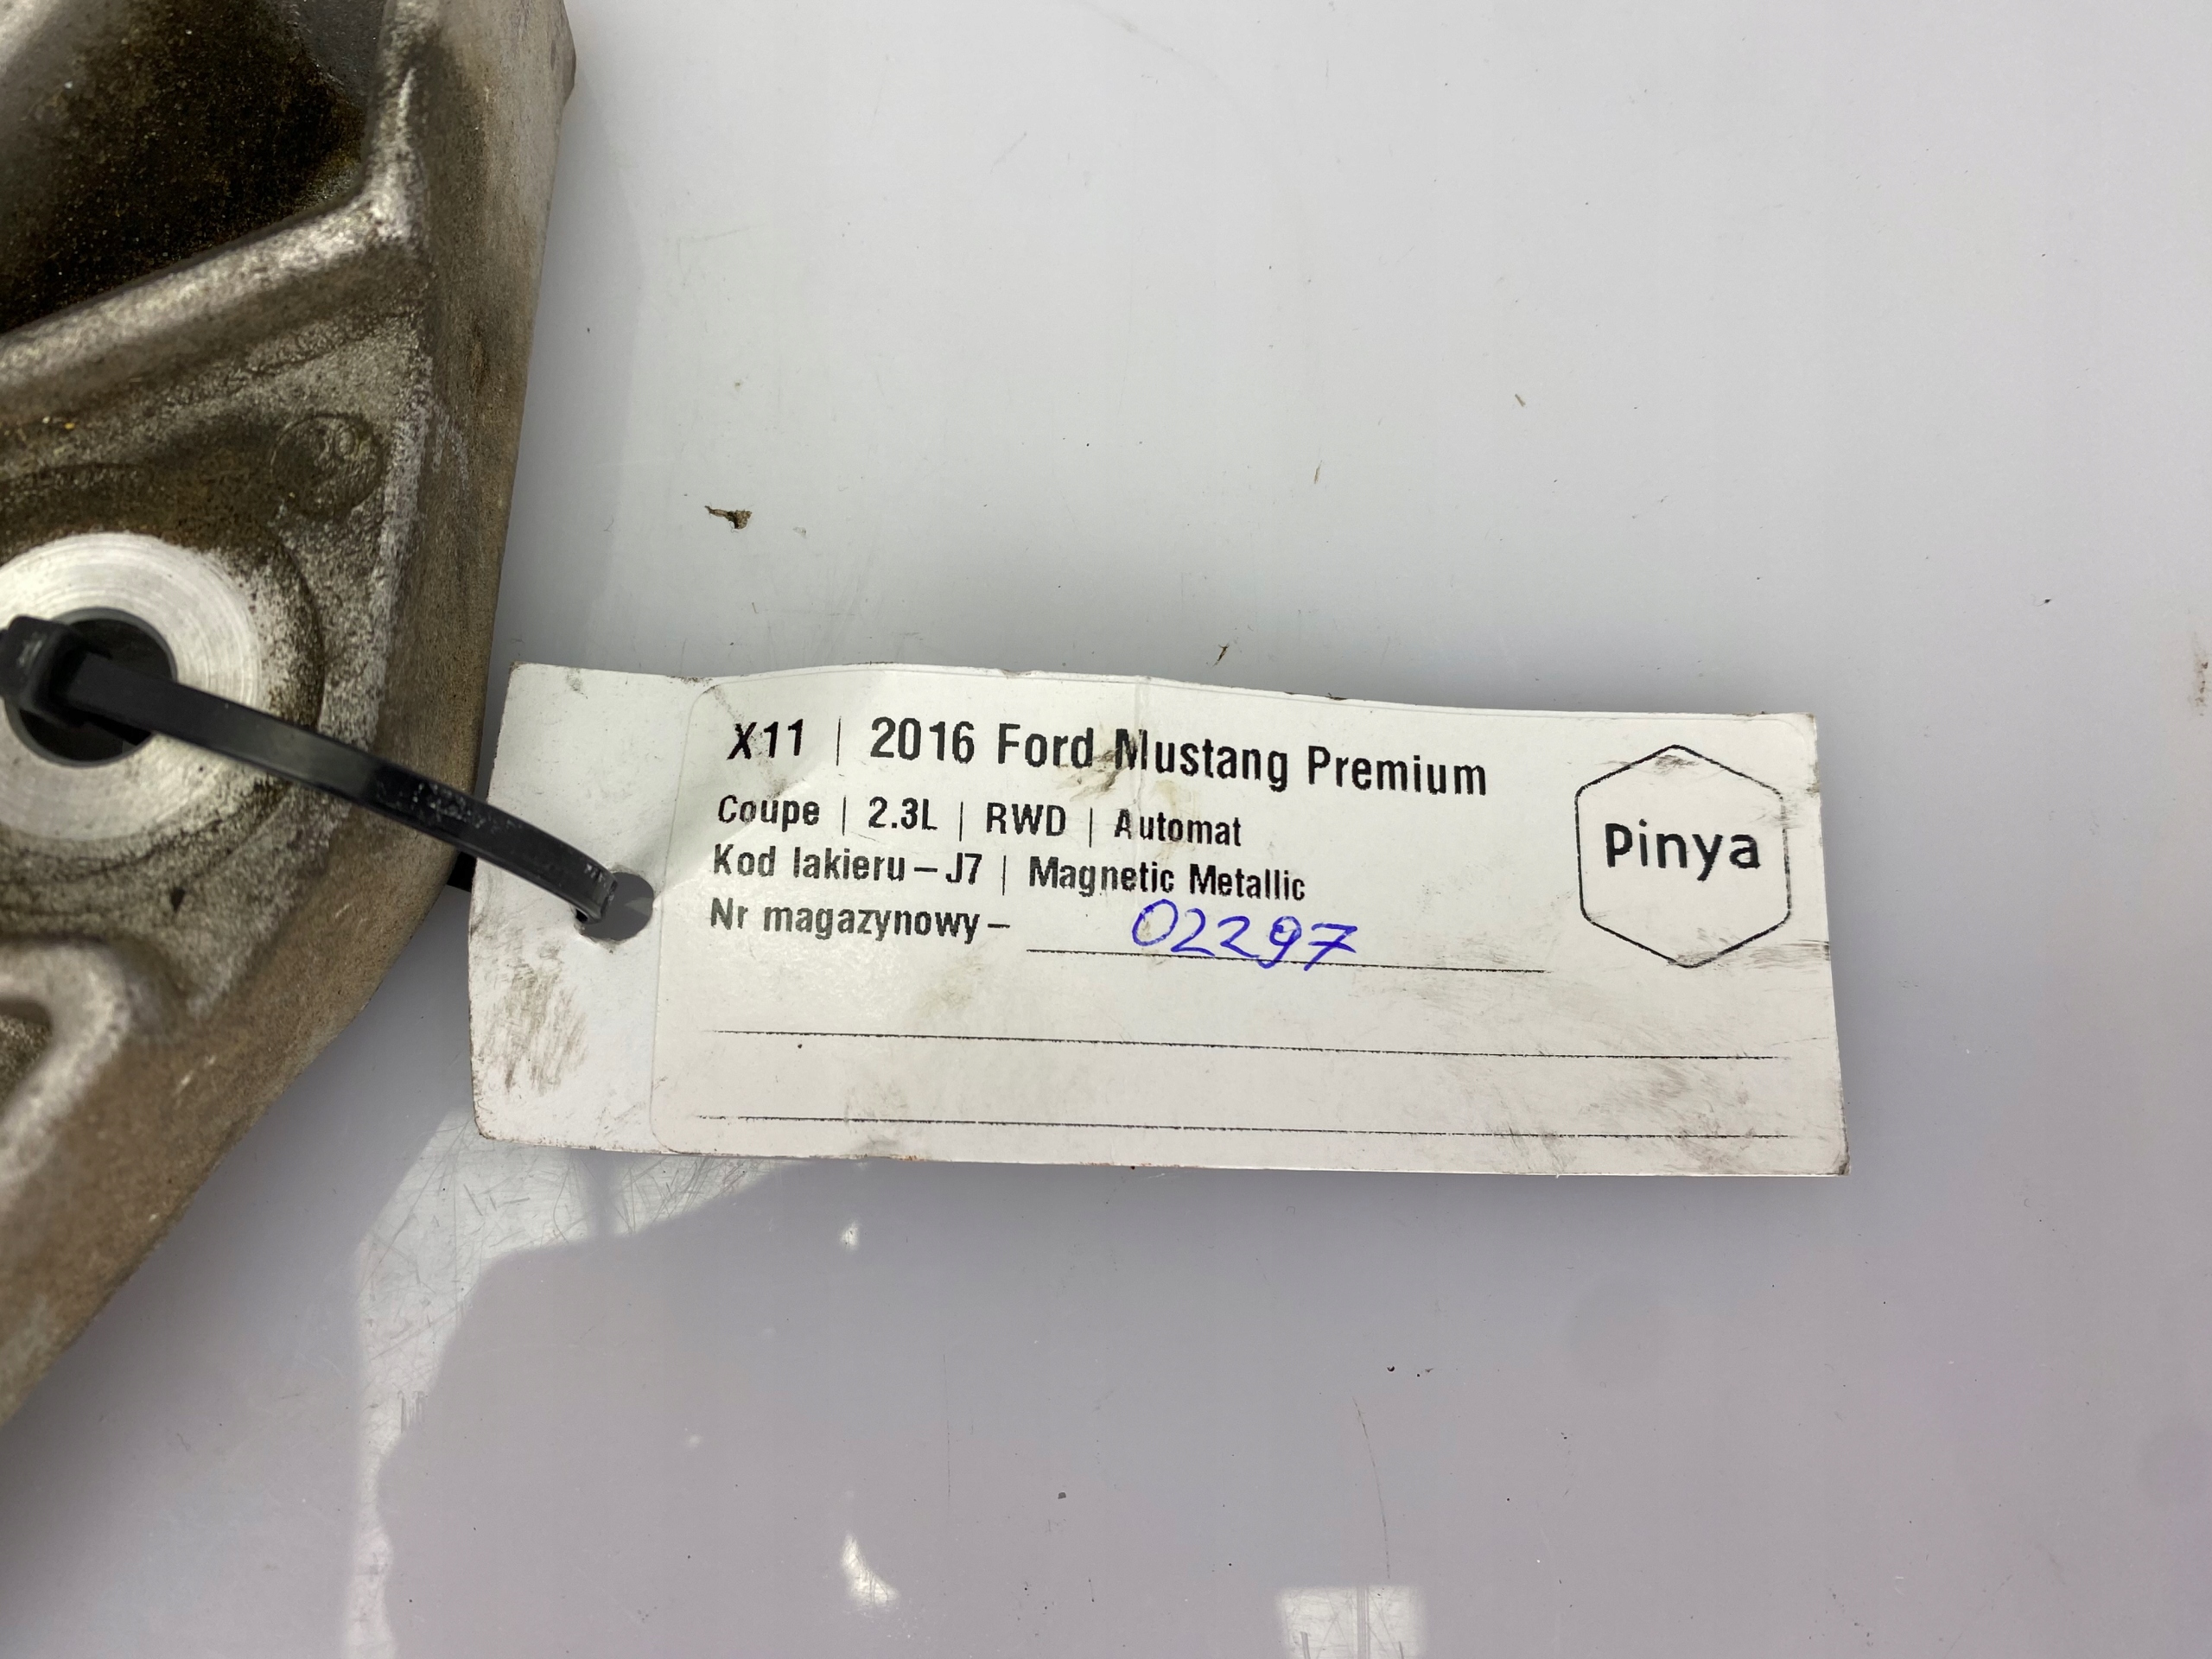 X11 | 2016 Ford Mustang Premium
Coupe | 2.3L | RWD | Automat
Kod lakieru – J7 | Magnetic Metallic
Nr magazynowy – 02297
Pinya